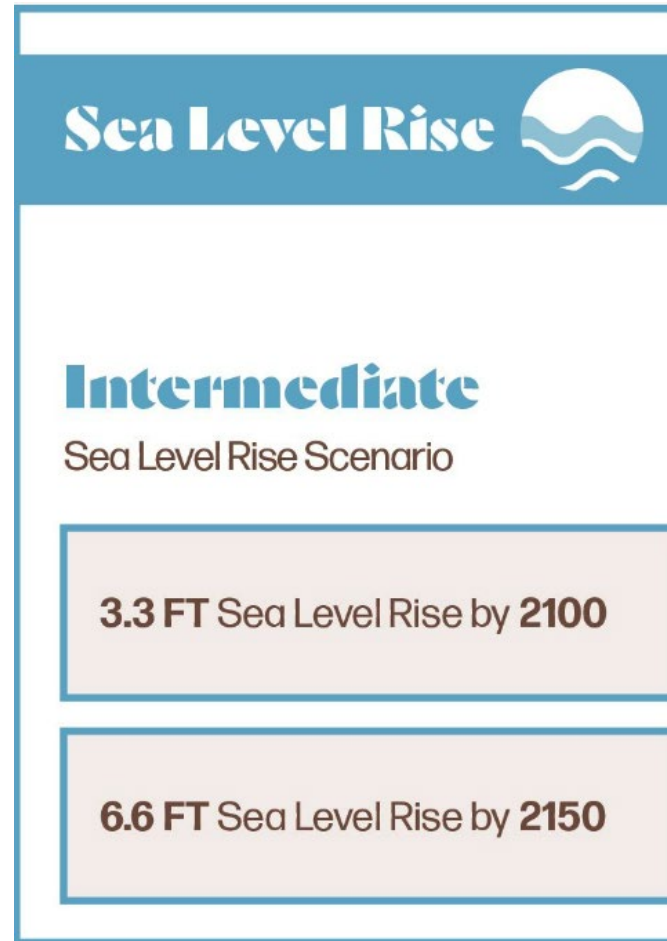 Sea Level Rise
Intermediate
Sea Level Rise Scenario
3.3 FT Sea Level Rise by 2100
6.6 FT Sea Level Rise by 2150